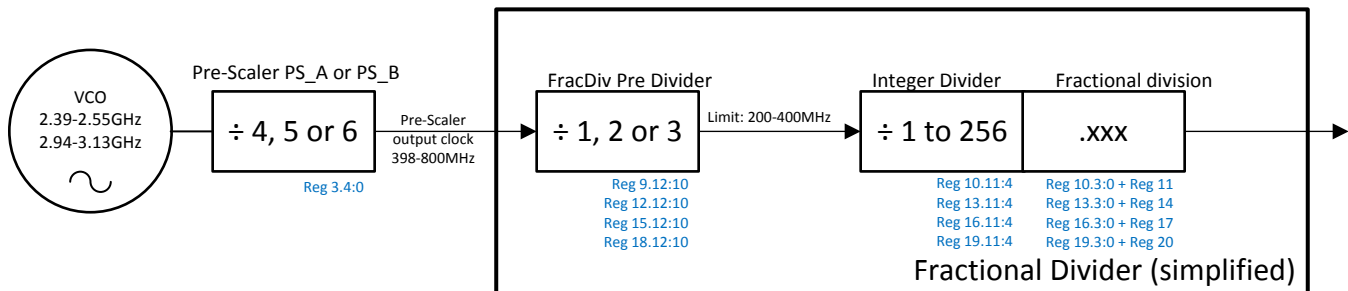 VCO
2.39-2.55GHz
2.94-3.13GHz
Pre-Scaler PS_A or PS_B
÷ 4, 5 or 6
Reg 3.4:0
Pre-Scaler
output clock
398-800MHz
FracDiv Pre Divider
÷ 1, 2 or 3
Reg 9.12:10
Reg 12.12:10
Reg 15.12:10
Reg 18.12:10
Limit: 200-400MHz
Integer Divider
÷ 1 to 256
Reg 10.11:4
Reg 13.11:4
Reg 16.11:4
Reg 19.11:4
Fractional division
.xxx
Reg 10.3:0 + Reg 11
Reg 13.3:0 + Reg 14
Reg 16.3:0 + Reg 17
Reg 19.3:0 + Reg 20
Fractional Divider (simplified)